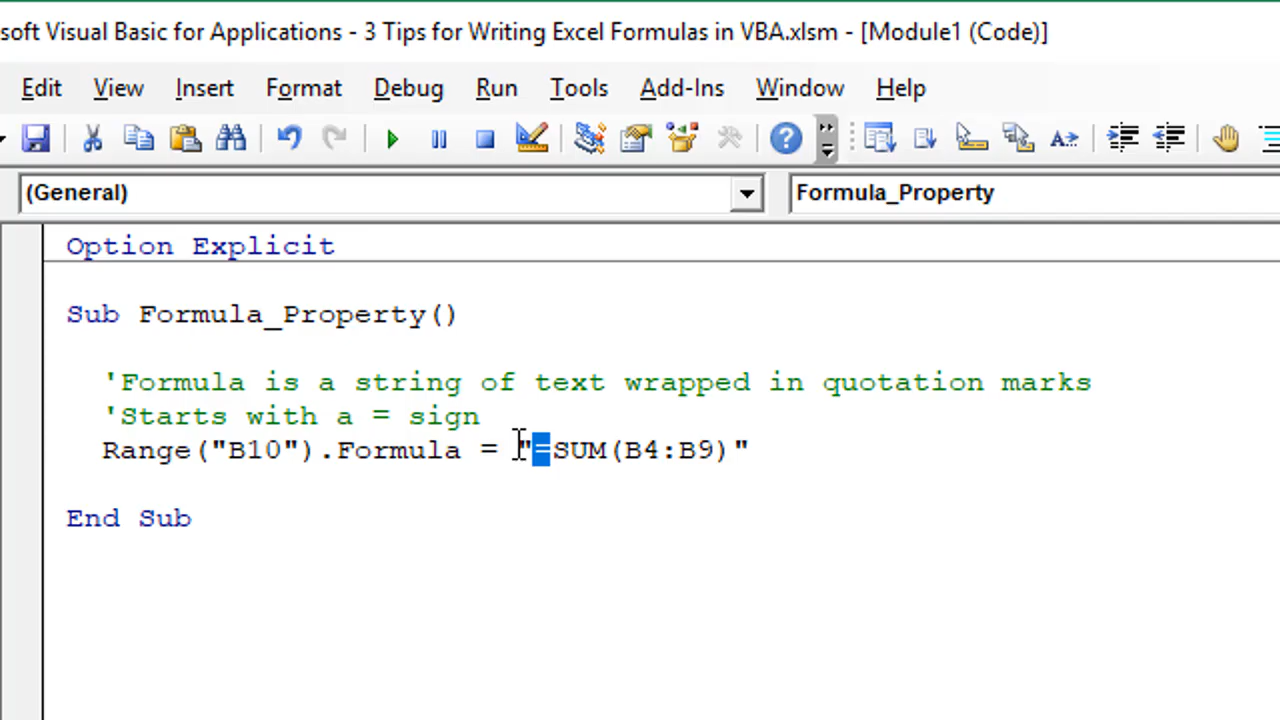 soft Visual Basic for Applications - 3 Tips for Writing Excel Formulas in VBA.xlsm - [Module1 (Code)]
Edit View Insert Format Debug Run Tools Add-Ins Window Help
(General) Formula_Property
Option Explicit
Sub Formula_Property()
'Formula is a string of text wrapped in quotation marks
'Starts with a = sign
Range("B10").Formula = "=SUM(B4:B9)"
End Sub